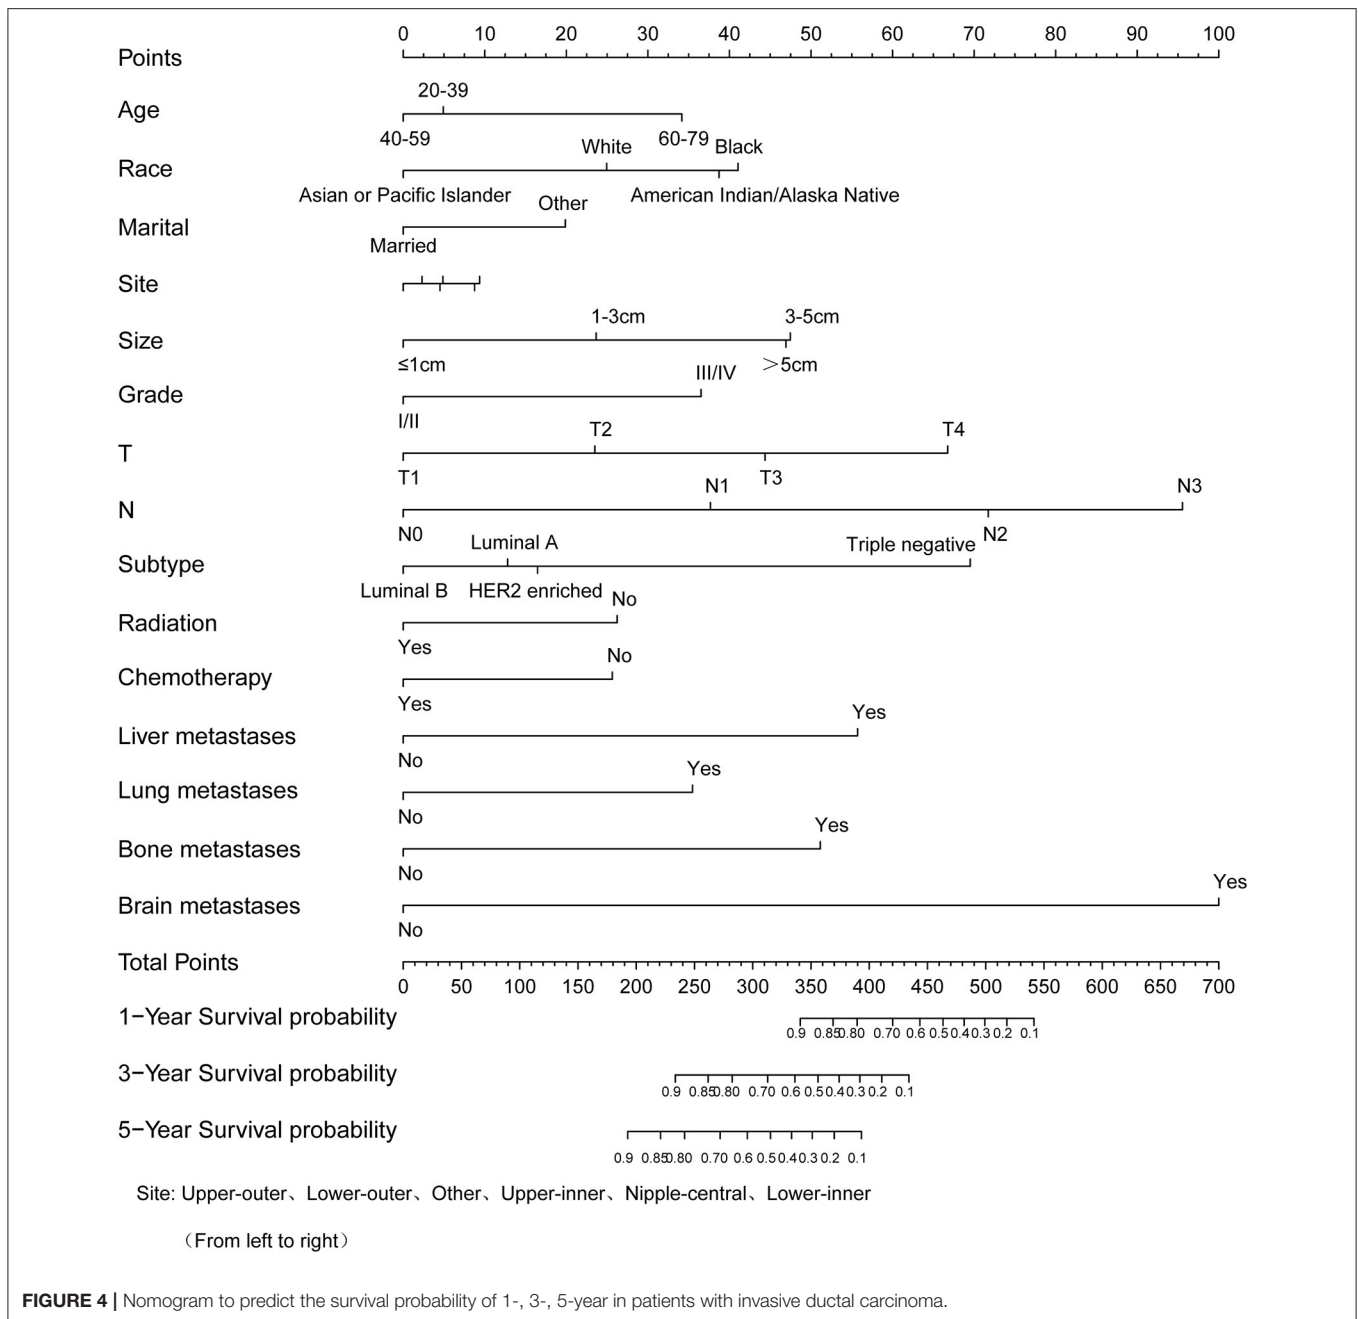 0 10 20 30 40 50 60 70 80 90 100
Points
20-39
Age
40-59 60-79
White Black
Race
Asian or Pacific Islander American Indian/Alaska Native
Other
Marital
Married
Site
1-3cm 3-5cm
Size
≤1cm >5cm
III/IV
Grade
I/II
T2 T4
T
T1 T3
N1 N3
N
N0 N2
Luminal A Triple negative
Subtype
Luminal B HER2 enriched
No
Radiation
Yes
No
Chemotherapy
Yes
Yes
Liver metastases
No
Yes
Lung metastases
No
Yes
Bone metastases
No
Yes
Brain metastases
No
Total Points
0 50 100 150 200 250 300 350 400 450 500 550 600 650 700
1−Year Survival probability
0.9 0.85 0.80 0.70 0.6 0.5 0.4 0.3 0.2 0.1
3−Year Survival probability
0.9 0.85 0.80 0.70 0.6 0.5 0.4 0.3 0.2 0.1
5−Year Survival probability
0.9 0.85 0.80 0.70 0.6 0.5 0.4 0.3 0.2 0.1
Site: Upper-outer、Lower-outer、Other、Upper-inner、Nipple-central、Lower-inner
（From left to right）
FIGURE 4 | Nomogram to predict the survival probability of 1-, 3-, 5-year in patients with invasive ductal carcinoma.